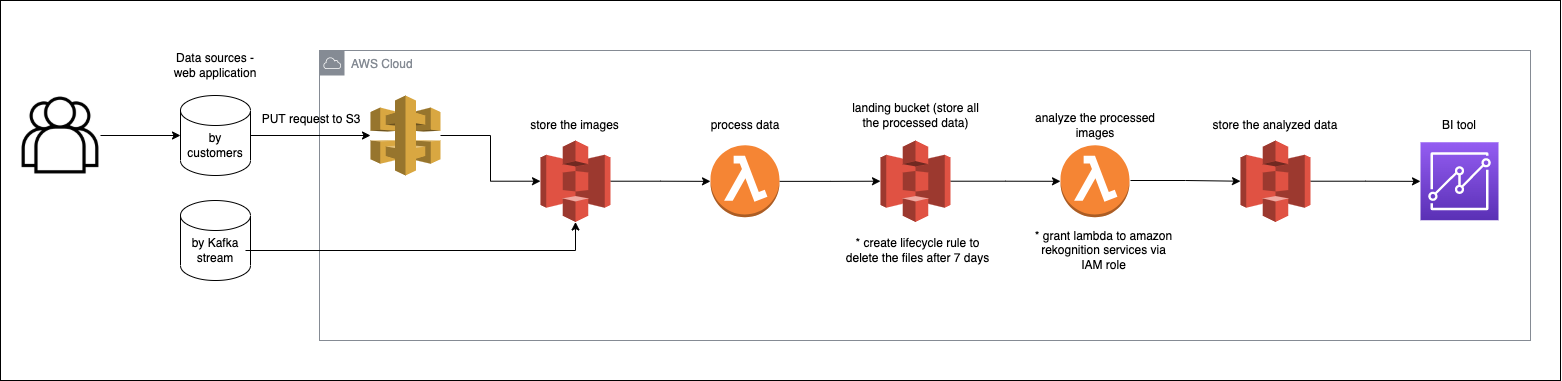 Data sources -
web application
AWS Cloud
by
customers
PUT request to S3
by Kafka
stream
store the images
process data
landing bucket (store all
the processed data)
* create lifecycle rule to
delete the files after 7 days
analyze the processed
images
* grant lambda to amazon
rekognition services via
IAM role
store the analyzed data
BI tool